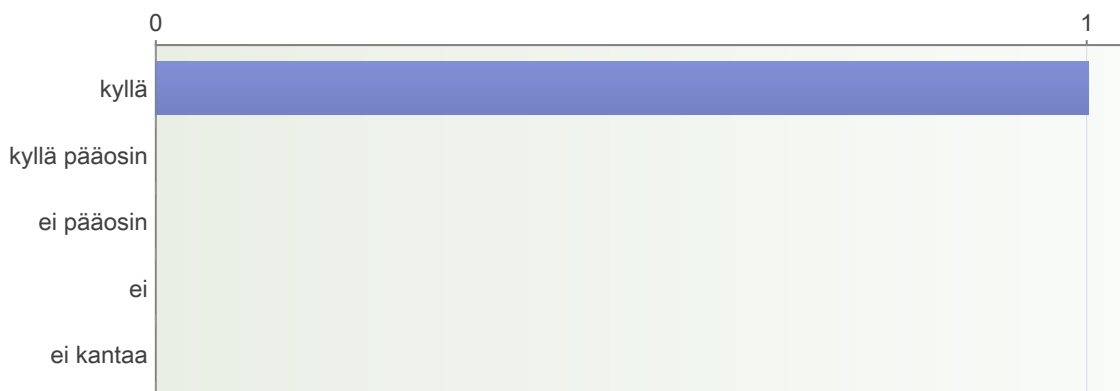 0 1
kyllä
kyllä pääosin
ei pääosin
ei
ei kantaa